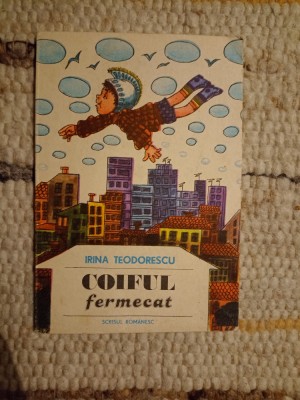 IRINA TEODORESCU
COIFUL
fermecat
SCRISUL ROMÂNESC